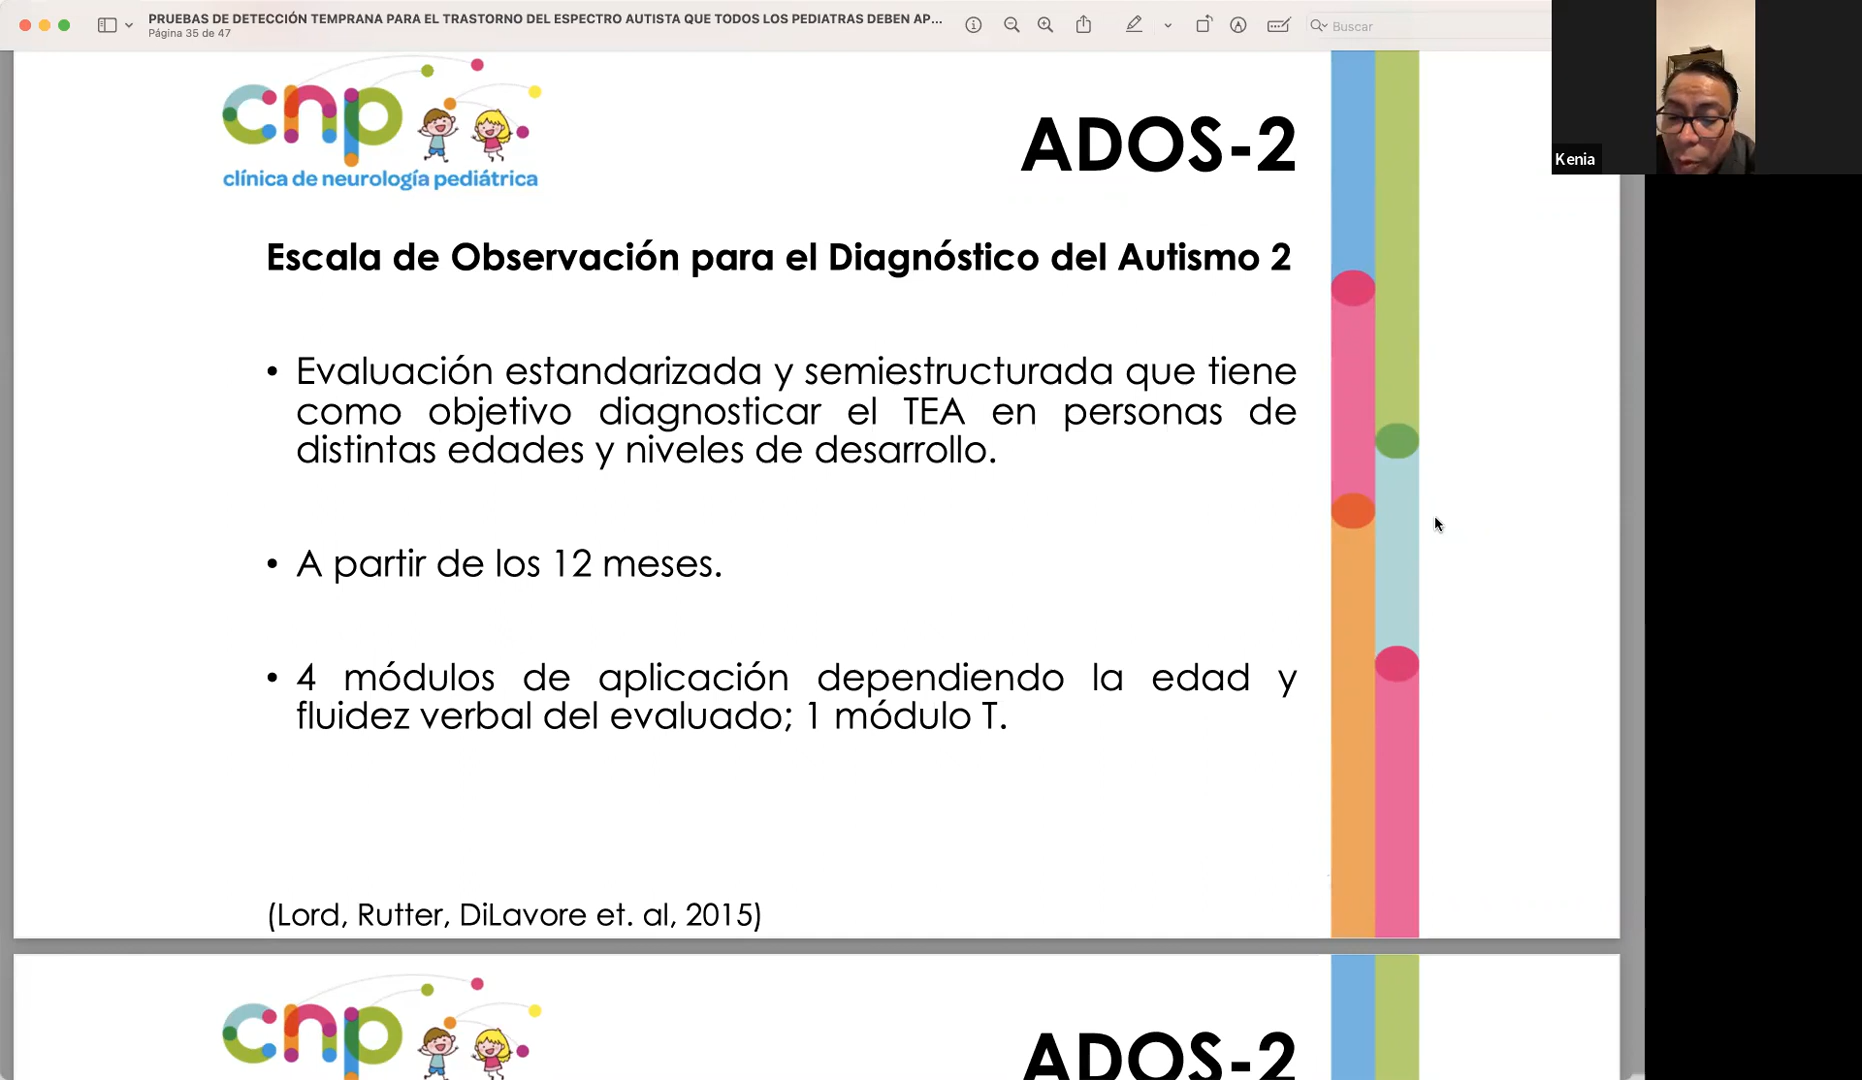 PRUEBAS DE DETECCIÓN TEMPRANA PARA EL TRASTORNO DEL ESPECTRO AUTISTA QUE TODOS LOS PEDIATRAS DEBEN AP...
Página 35 de 47
Buscar
Kenia
cnp
clínica de neurología pediátrica
ADOS-2
Escala de Observación para el Diagnóstico del Autismo 2
• Evaluación estandarizada y semiestructurada que tiene
como objetivo diagnosticar el TEA en personas de
distintas edades y niveles de desarrollo.
• A partir de los 12 meses.
• 4 módulos de aplicación dependiendo la edad y
fluidez verbal del evaluado; 1 módulo T.
(Lord, Rutter, DiLavore et. al, 2015)
cnp
ADOS-2